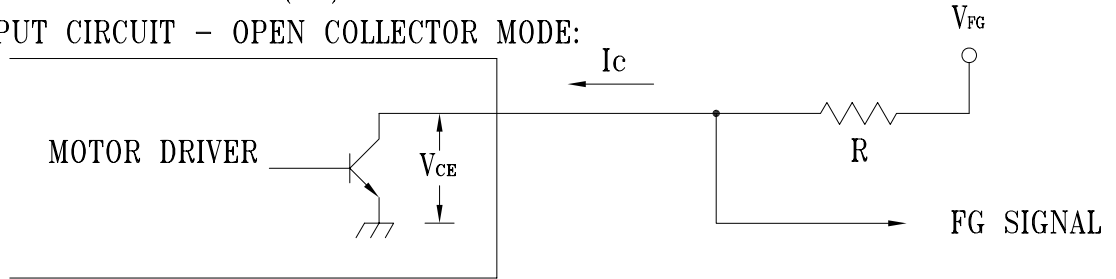 PUT CIRCUIT - OPEN COLLECTOR MODE:
VFG
Ic
MOTOR DRIVER
VCE
R
FG SIGNAL